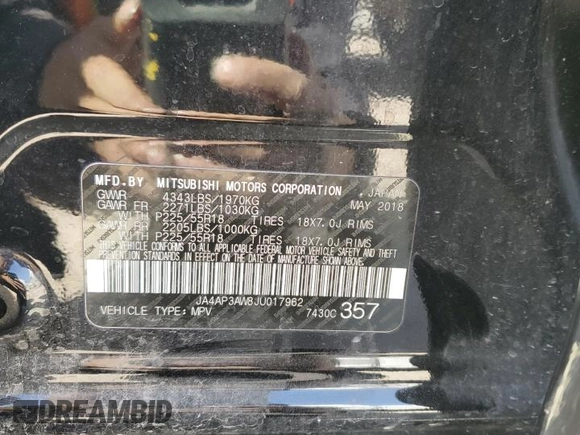 MFD.BY MITSUBISHI MOTORS CORPORATION , JAPAN
GVWR 4343LBS/1970KG MAY 2018
GAWR FR 2271LBS/1030KG
WITH P225/55R18 TIRES 18X7.0J RIMS
GAWR RR 2205LBS/1000KG
WITH P225/55R18 TIRES 18X7.0J RIMS
THIS VEHICLE CONFORMS TO ALL APPLICABLE
FEDERAL MOTOR VEHICLE SAFETY AND THEFT
PREVENTION STANDARDS IN EFFECT ON THE DATE OF
MANUFACTURE SHOWN ABOVE.
JA4AP3AW8JU017962
VEHICLE TYPE: MPV 7430C 357
DREAMBID